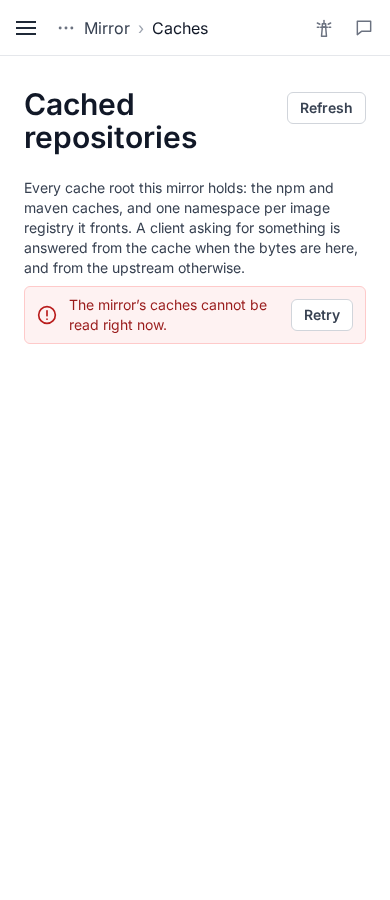 Mirror › Caches
Cached
repositories
Refresh
Every cache root this mirror holds: the npm and
maven caches, and one namespace per image
registry it fronts. A client asking for something is
answered from the cache when the bytes are here,
and from the upstream otherwise.
The mirror’s caches cannot be
read right now.
Retry